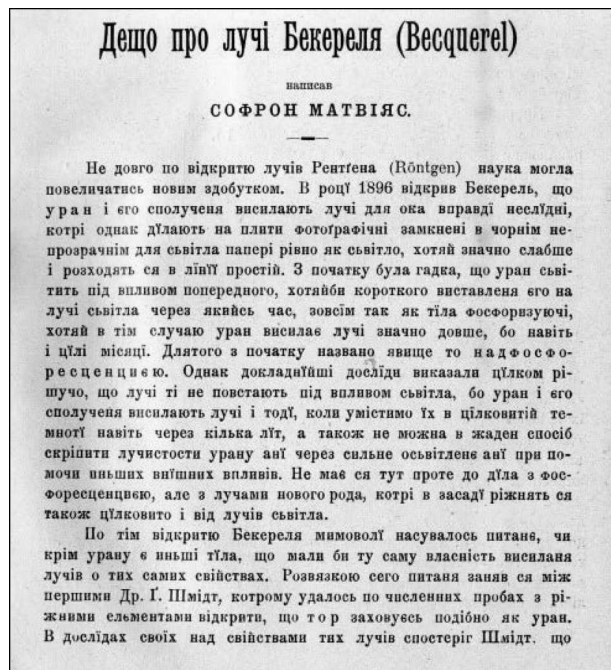 Дещо про лучі Бекереля (Becquerel)
написав
СОФРОН МАТВІЯС.
Не довго по відкритю лучів Рентґена (Röntgen) наука могла
повеличатись новим здобутком. В році 1896 відкрив Бекерель, що
уран і єго сполученя висилають лучі для ока вправдї неслїдні,
котрі однак дїлають на плити фотоґрафічні замкнені в чорнім не-
прозрачнім для сьвітла папері рівно як сьвітло, хотяй значно слабше
і розходять ся в лїнїї простій. З початку була гадка, що уран сьві-
тить під впливом попередного, хотяйби короткого виставленя єго на
лучі сьвітла через якийсь час, зовсїм так як тїла фосфоризуючі,
хотяй в тім случаю уран висилає лучі значно довше, бо навіть
і цїлі місяцї. Длятого з початку названо явище то надфосфо-
ресценциєю. Однак докладнїйші дослїди виказали цїлком рі-
шучо, що лучі ті не повстають під впливом сьвітла, бо уран і єго
сполученя висилають лучі і тодї, коли умістимо їх в цїлковитій те-
мнотї навіть через кілька лїт, а також не можна в жаден спосіб
скріпити лучистости урану анї через сильне осьвітленє анї при по-
мочи иньших внїшних впливів. Не має ся тут проте до дїла з фос-
форесценциєю, але з лучами нового рода, котрі в засадї ріжнять ся
також цїлковито і від лучів сьвітла.
По тім відкритю Бекереля мимоволї насувалось питанє, чи
крім урану є иньші тїла, що мали би ту саму власність висиланя
лучів о тих самих свійствах. Розвязкою сего питаня заняв ся між
першими Др. Ґ. Шмідт, котрому удалось по численних пробах з рі-
жними елєментами відкрити, що тор заховуєсь подібно як уран.
В дослїдах своїх над свійствами тих лучів спостеріг Шмідт. що